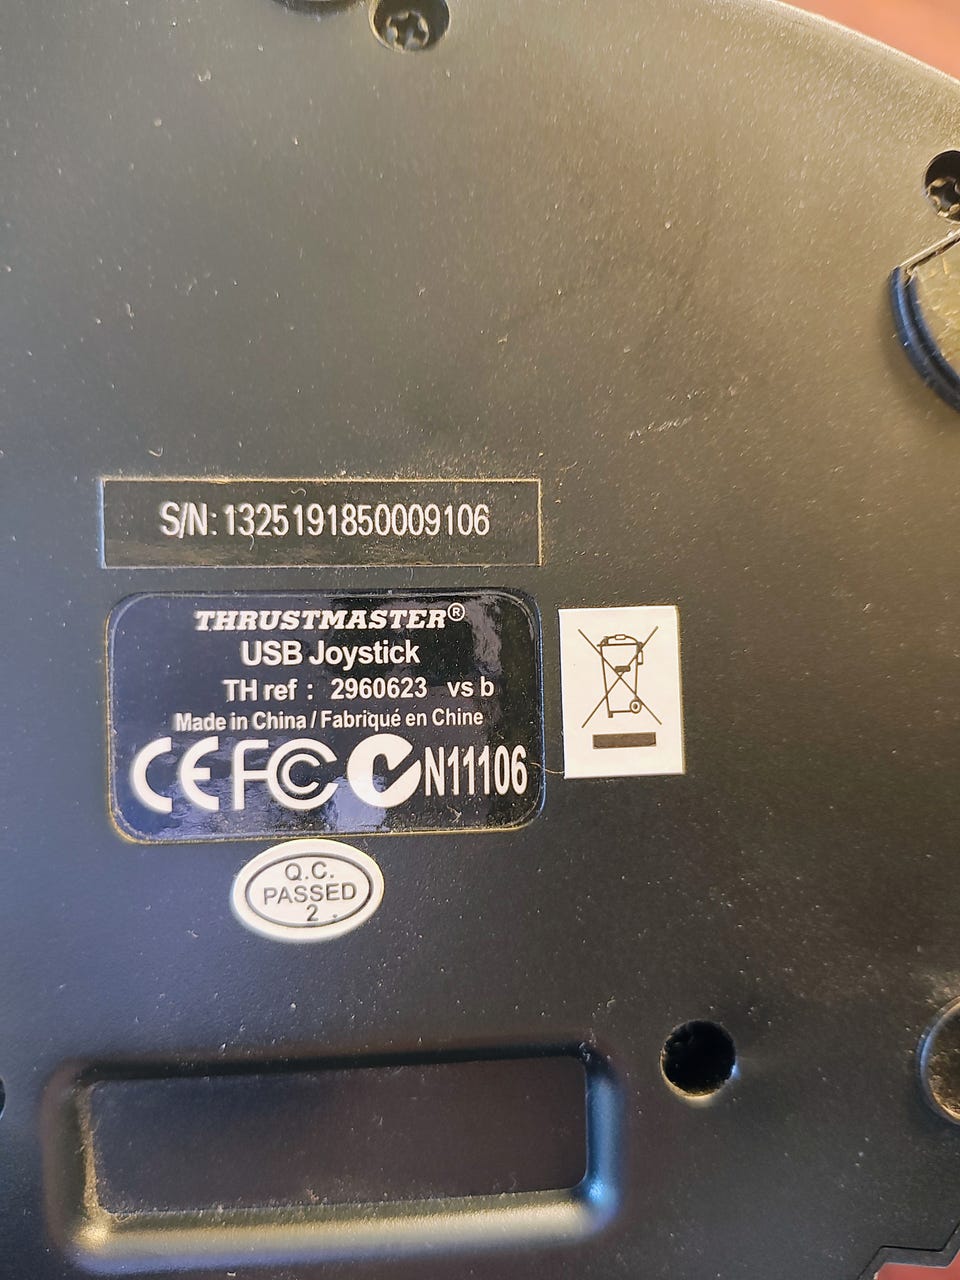 S/N: 1325191850009106
THRUSTMASTER®
USB Joystick
TH ref : 2960623 vs b
Made in China / Fabriqué en Chine
CE FC N11106
Q.C.
PASSED
2